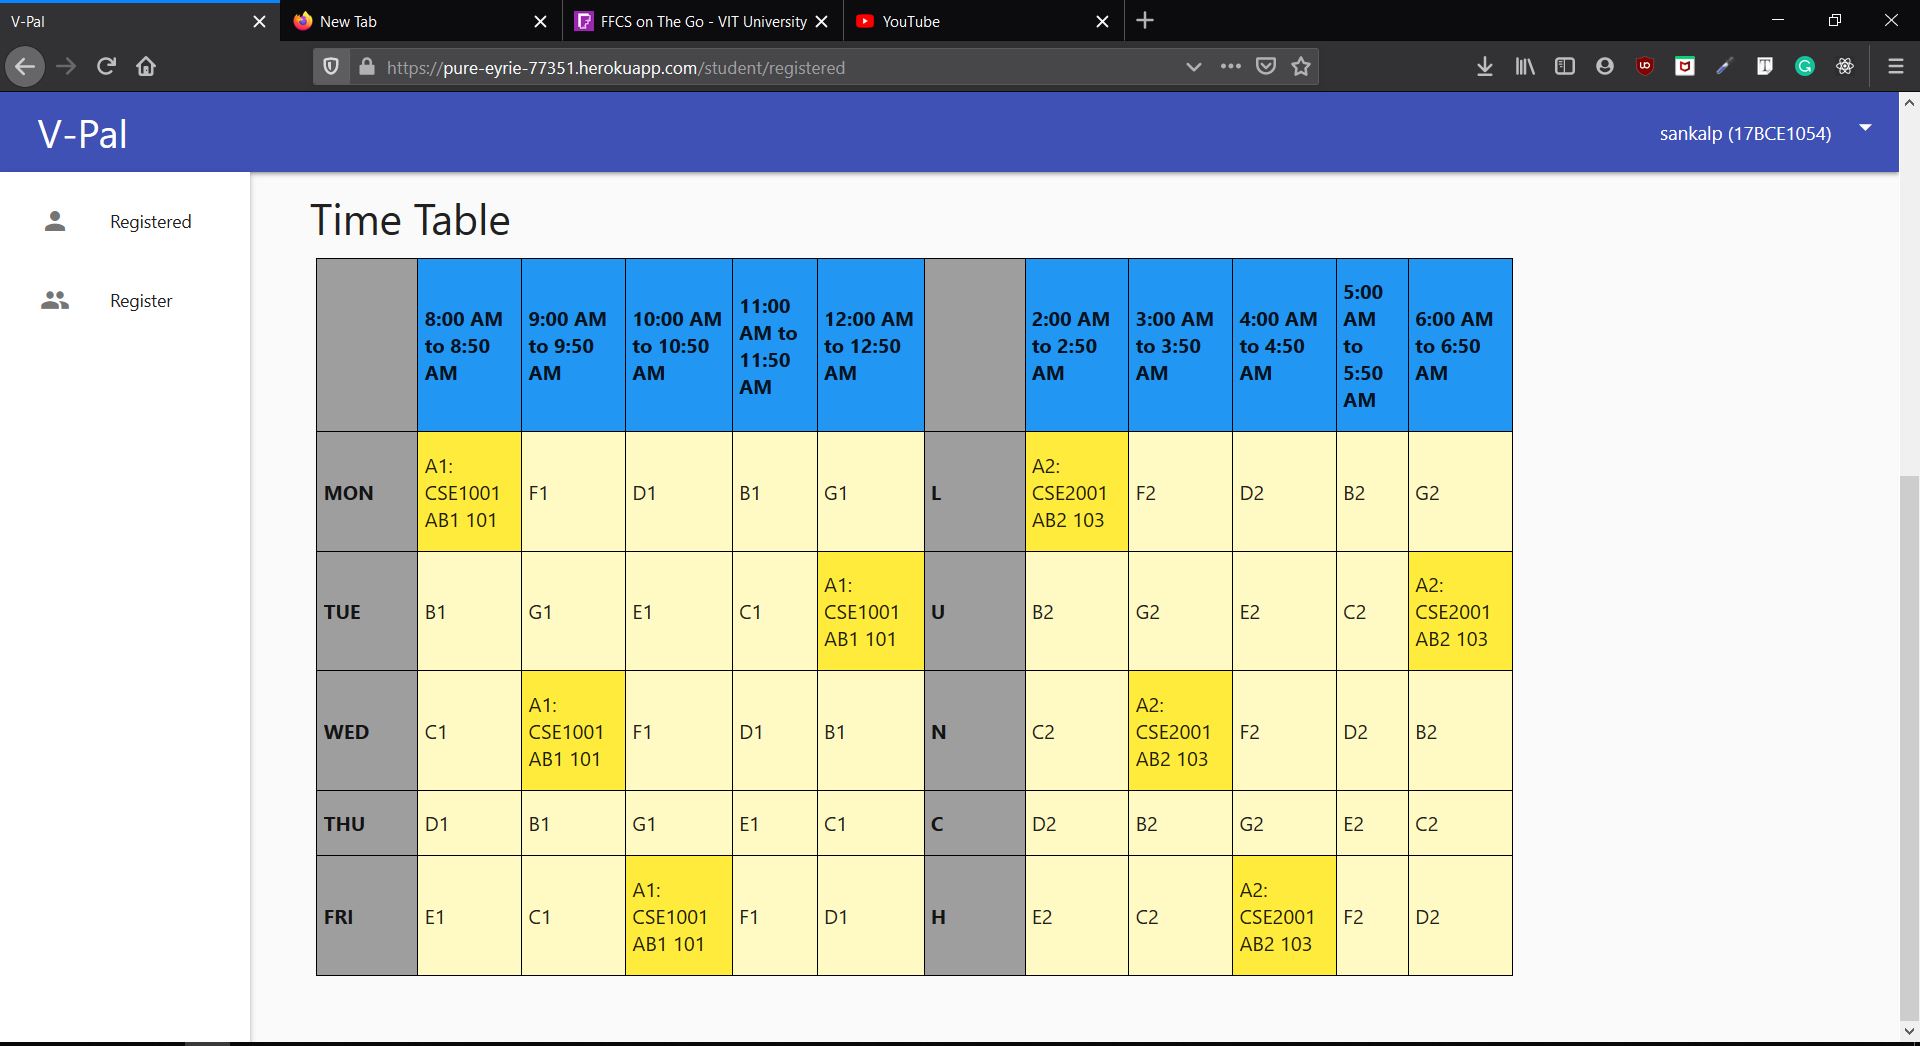 V-Pal
New Tab
FFCS on The Go - VIT University
YouTube
https://pure-eyrie-77351.herokuapp.com/student/registered
V-Pal
sankalp (17BCE1054)
Registered
Register
Time Table
8:00 AM to 8:50 AM
9:00 AM to 9:50 AM
10:00 AM to 10:50 AM
11:00 AM to 11:50 AM
12:00 AM to 12:50 AM
2:00 AM to 2:50 AM
3:00 AM to 3:50 AM
4:00 AM to 4:50 AM
5:00 AM to 5:50 AM
6:00 AM to 6:50 AM
MON
A1: CSE1001 AB1 101
F1
D1
B1
G1
L
A2: CSE2001 AB2 103
F2
D2
B2
G2
TUE
B1
G1
E1
C1
A1: CSE1001 AB1 101
U
B2
G2
E2
C2
A2: CSE2001 AB2 103
WED
C1
A1: CSE1001 AB1 101
F1
D1
B1
N
C2
A2: CSE2001 AB2 103
F2
D2
B2
THU
D1
B1
G1
E1
C1
C
D2
B2
G2
E2
C2
FRI
E1
C1
A1: CSE1001 AB1 101
F1
D1
H
E2
C2
A2: CSE2001 AB2 103
F2
D2